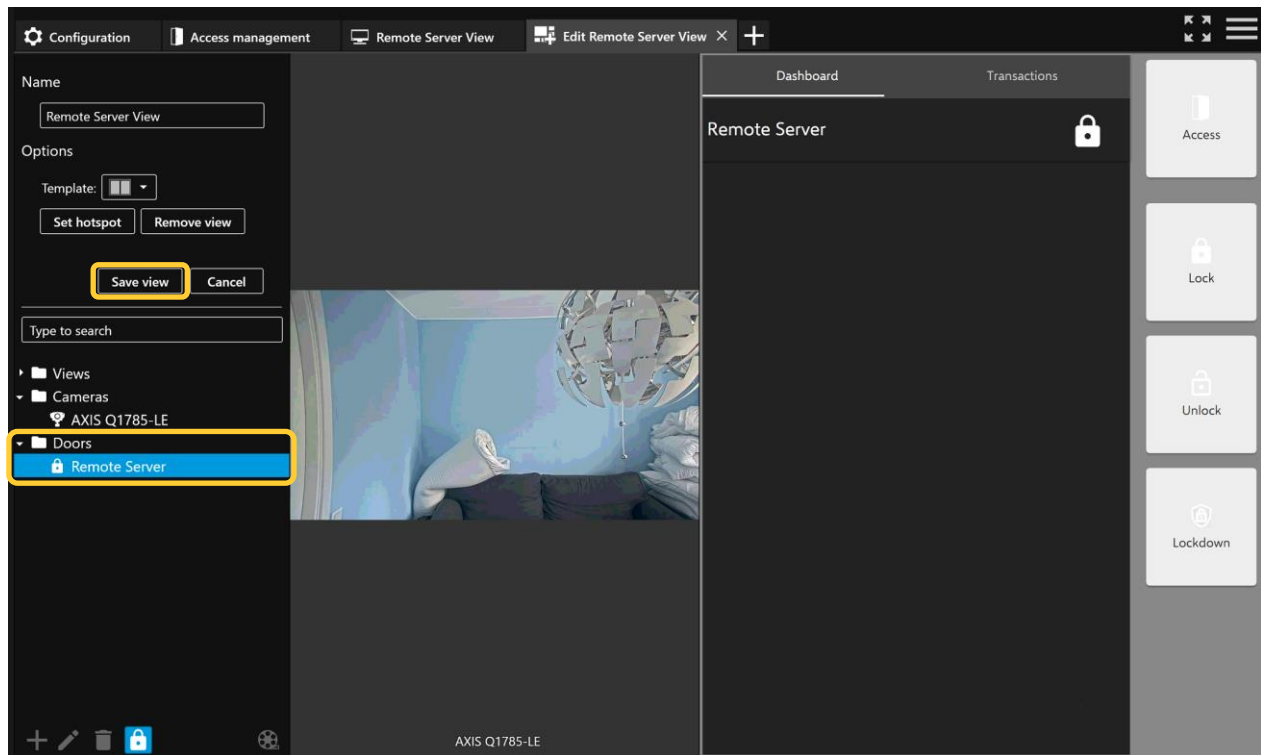 Configuration
Access management
Remote Server View
Edit Remote Server View
Name
Remote Server View
Options
Template:
Set hotspot
Remove view
Save view
Cancel
Type to search
Views
Cameras
AXIS Q1785-LE
Doors
Remote Server
AXIS Q1785-LE
Dashboard
Transactions
Remote Server
Access
Lock
Unlock
Lockdown